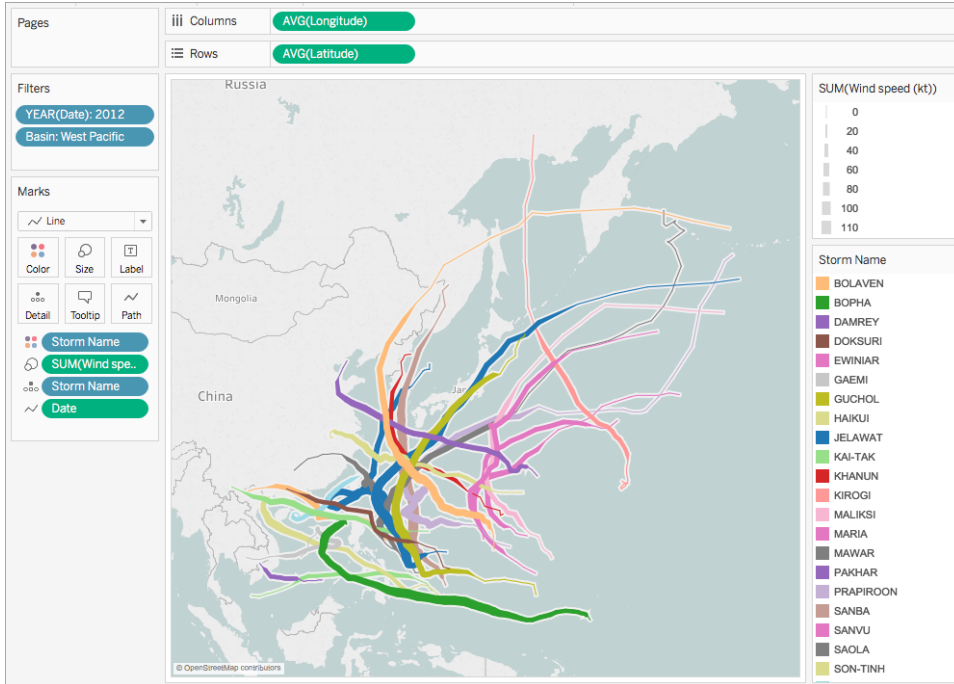 Pages
iii Columns
AVG(Longitude)
Rows
AVG(Latitude)
Filters
YEAR(Date): 2012
Basin: West Pacific
Marks
Line
Color
Size
Label
Detail
Tooltip
Path
Storm Name
SUM(Wind spe..
Storm Name
Date
Russia
Mongolia
China
Jap
© OpenStreetMap contributors
SUM(Wind speed (kt))
0
20
40
60
80
100
110
Storm Name
BOLAVEN
BOPHA
DAMREY
DOKSURI
EWINIAR
GAEMI
GUCHOL
HAIKUI
JELAWAT
KAI-TAK
KHANUN
KIROGI
MALIKSI
MARIA
MAWAR
PAKHAR
PRAPIROON
SANBA
SANVU
SAOLA
SON-TINH